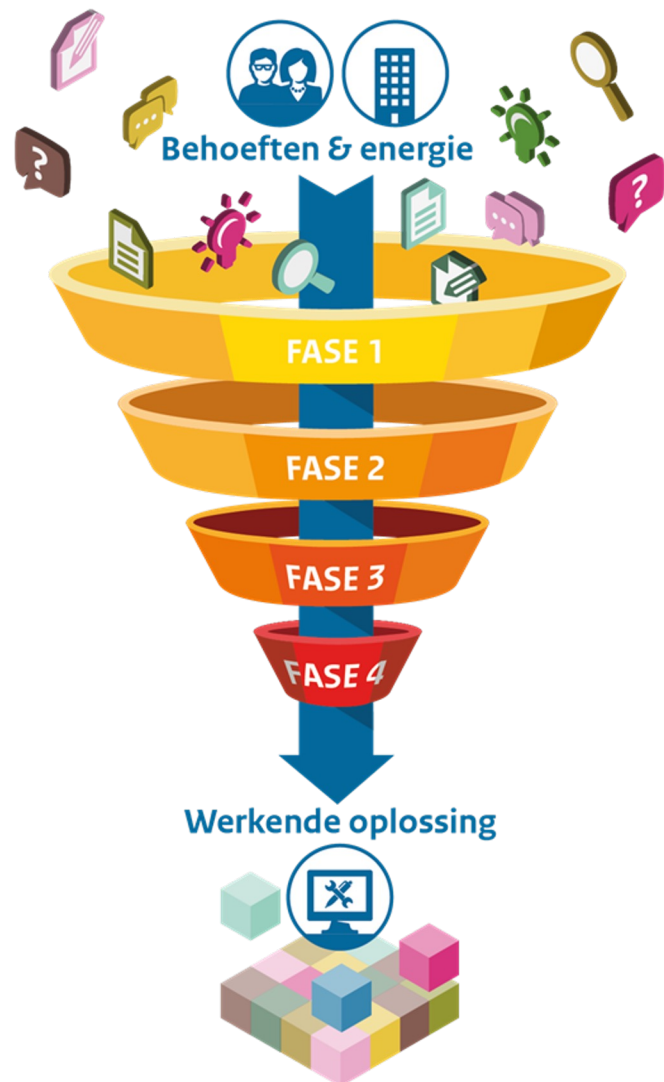 Behoeften & energie
FASE 1
FASE 2
FASE 3
FASE 4
Werkende oplossing